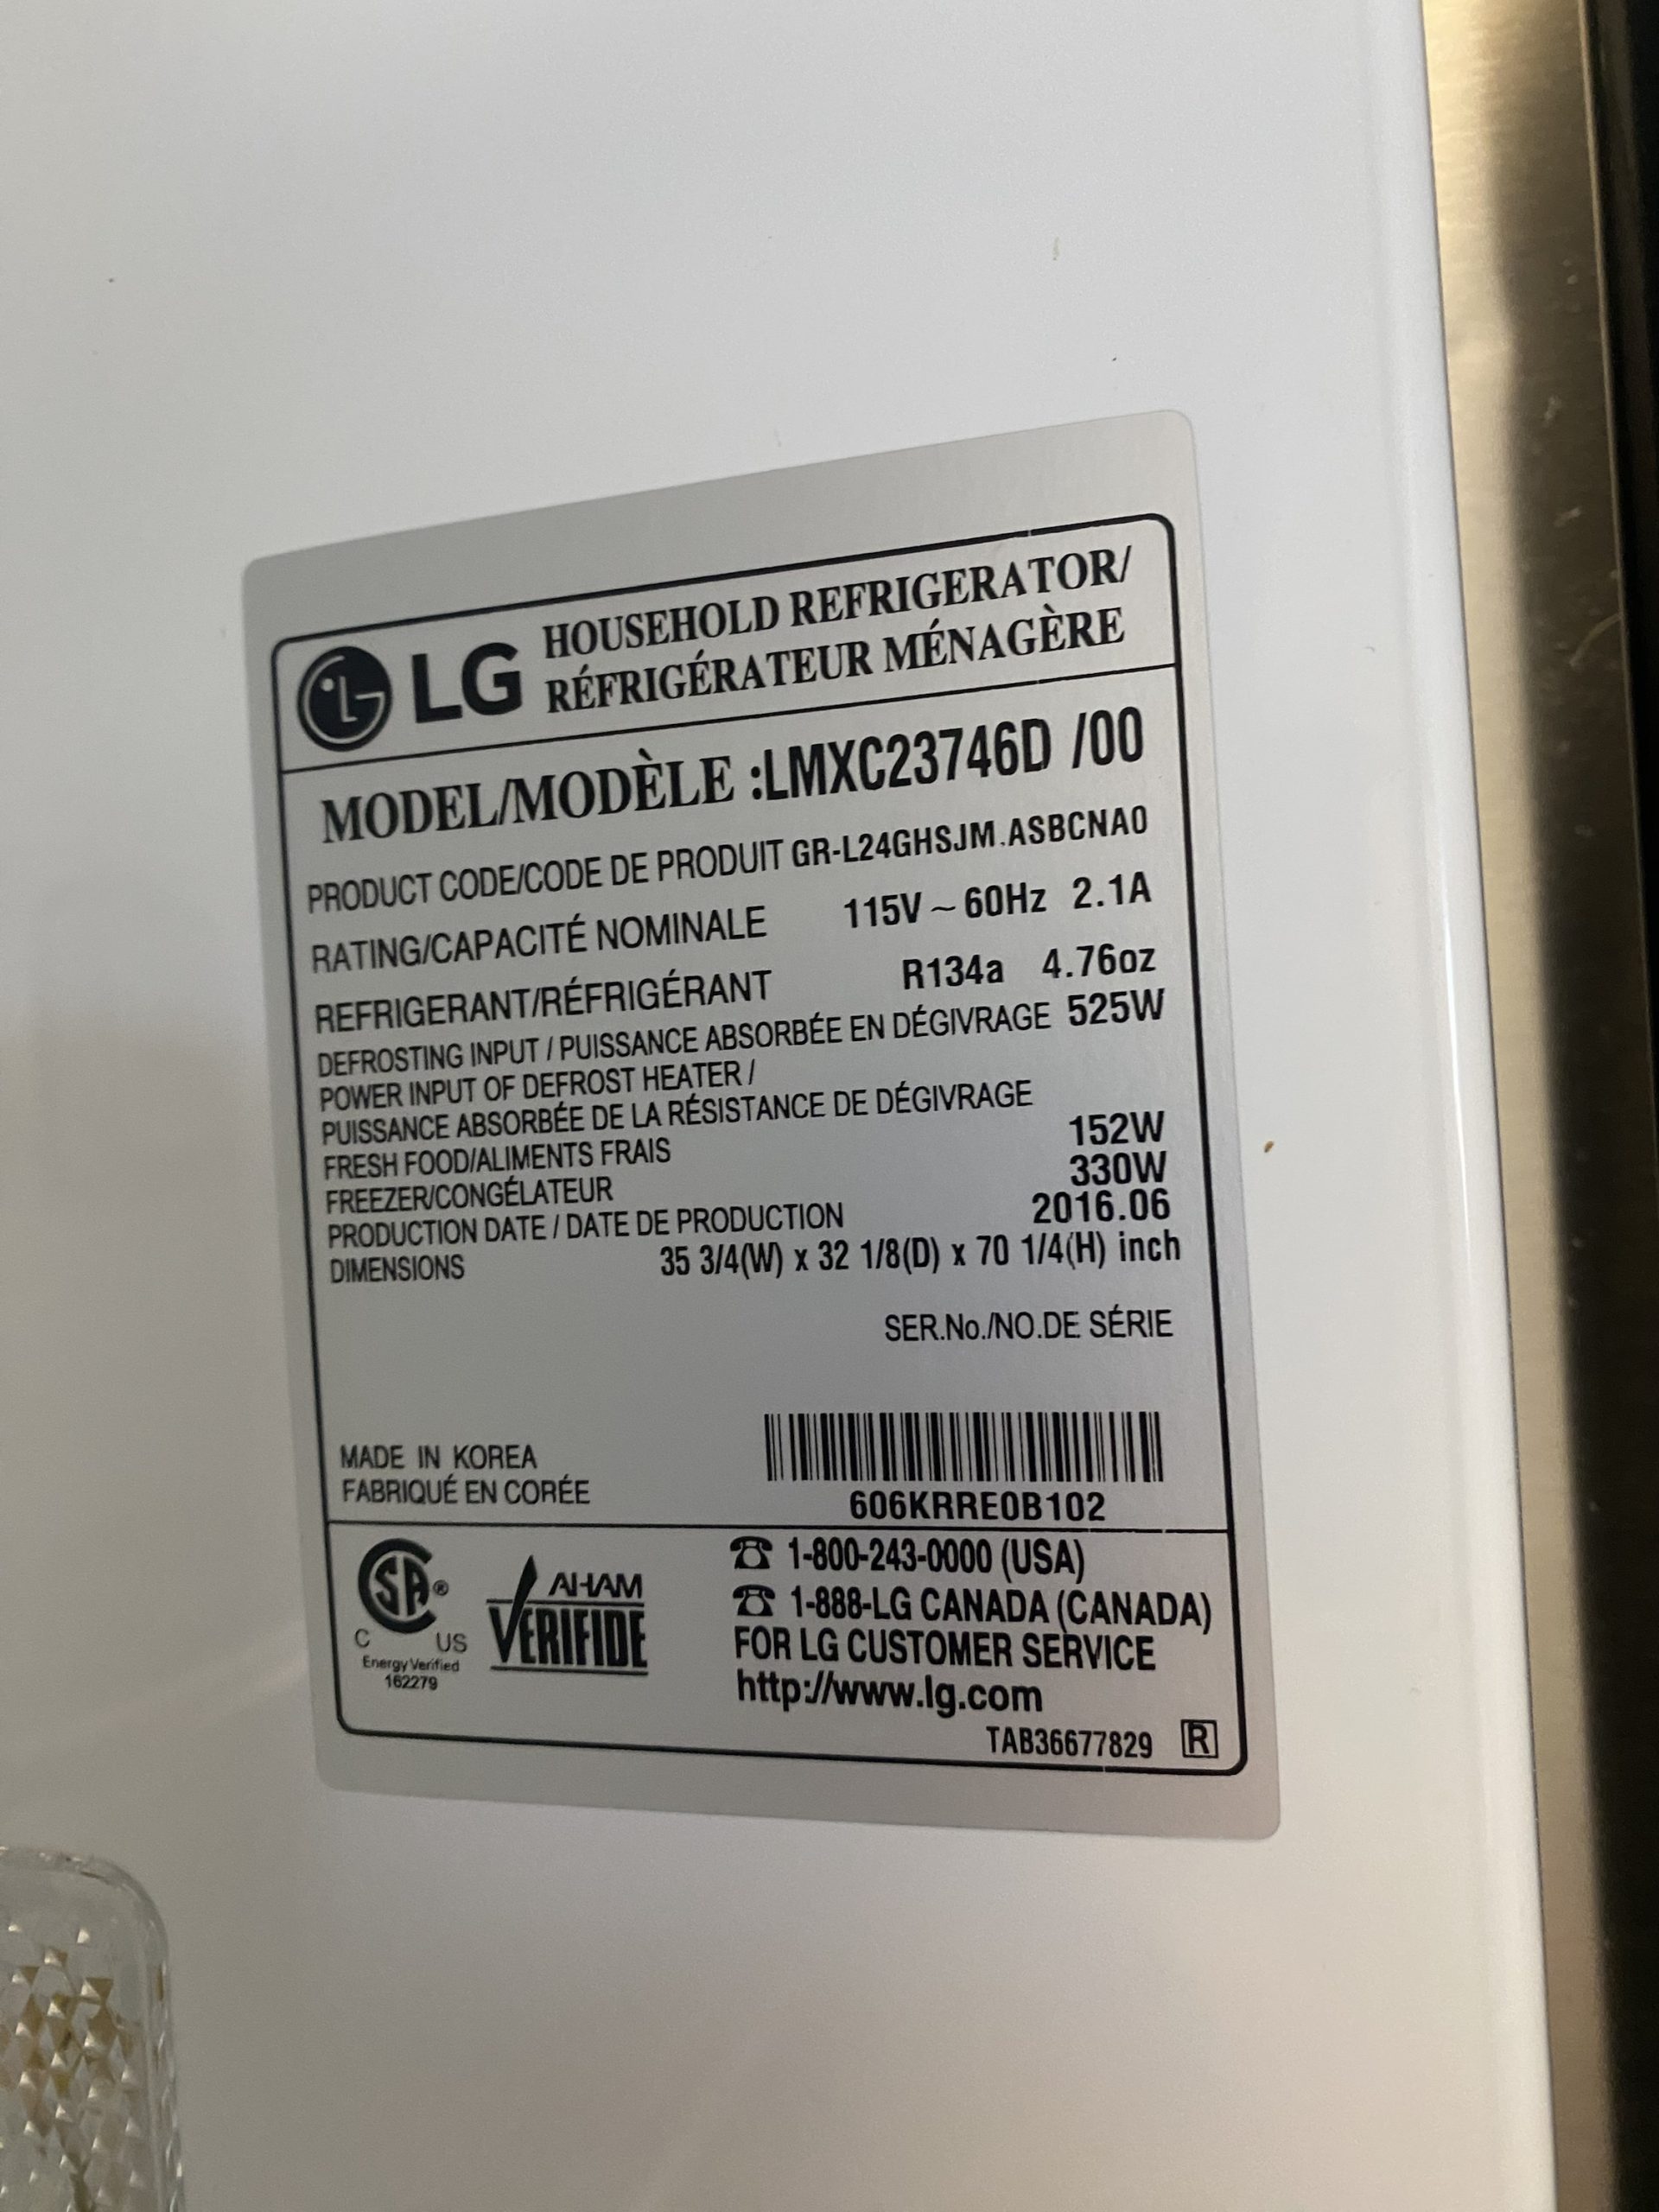 LG HOUSEHOLD REFRIGERATOR/
RÉFRIGÉRATEUR MÉNAGÈRE
MODEL/MODÈLE :LMXC23746D /00
PRODUCT CODE/CODE DE PRODUIT GR-L24GHSJM.ASBCNA0
RATING/CAPACITÉ NOMINALE 115V ~ 60Hz 2.1A
REFRIGERANT/RÉFRIGÉRANT R134a 4.76oz
DEFROSTING INPUT / PUISSANCE ABSORBÉE EN DÉGIVRAGE 525W
POWER INPUT OF DEFROST HEATER /
PUISSANCE ABSORBÉE DE LA RÉSISTANCE DE DÉGIVRAGE
FRESH FOOD/ALIMENTS FRAIS 152W
FREEZER/CONGÉLATEUR 330W
PRODUCTION DATE / DATE DE PRODUCTION 2016.06
DIMENSIONS 35 3/4(W) x 32 1/8(D) x 70 1/4(H) inch
SER.No./NO.DE SÉRIE
MADE IN KOREA
FABRIQUÉ EN CORÉE
606KRRE0B102
SA®
C US
Energy Verified
162279
AHAM
VERIFIDE
☎ 1-800-243-0000 (USA)
☎ 1-888-LG CANADA (CANADA)
FOR LG CUSTOMER SERVICE
http://www.lg.com
TAB36677829 R